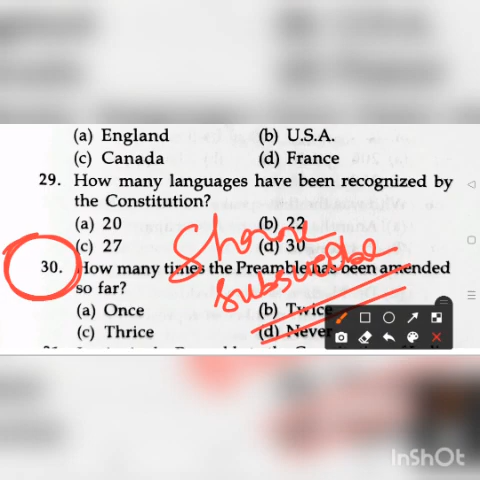 (a) England (b) U.S.A.
(c) Canada (d) France
29. How many languages have been recognized by
the Constitution?
(a) 20 (b) 22
(c) 27 (d) 30
Share
Subscribe
30. How many times the Preamble has been amended
so far?
(a) Once (b) Twice
(c) Thrice (d) Never
InShOt